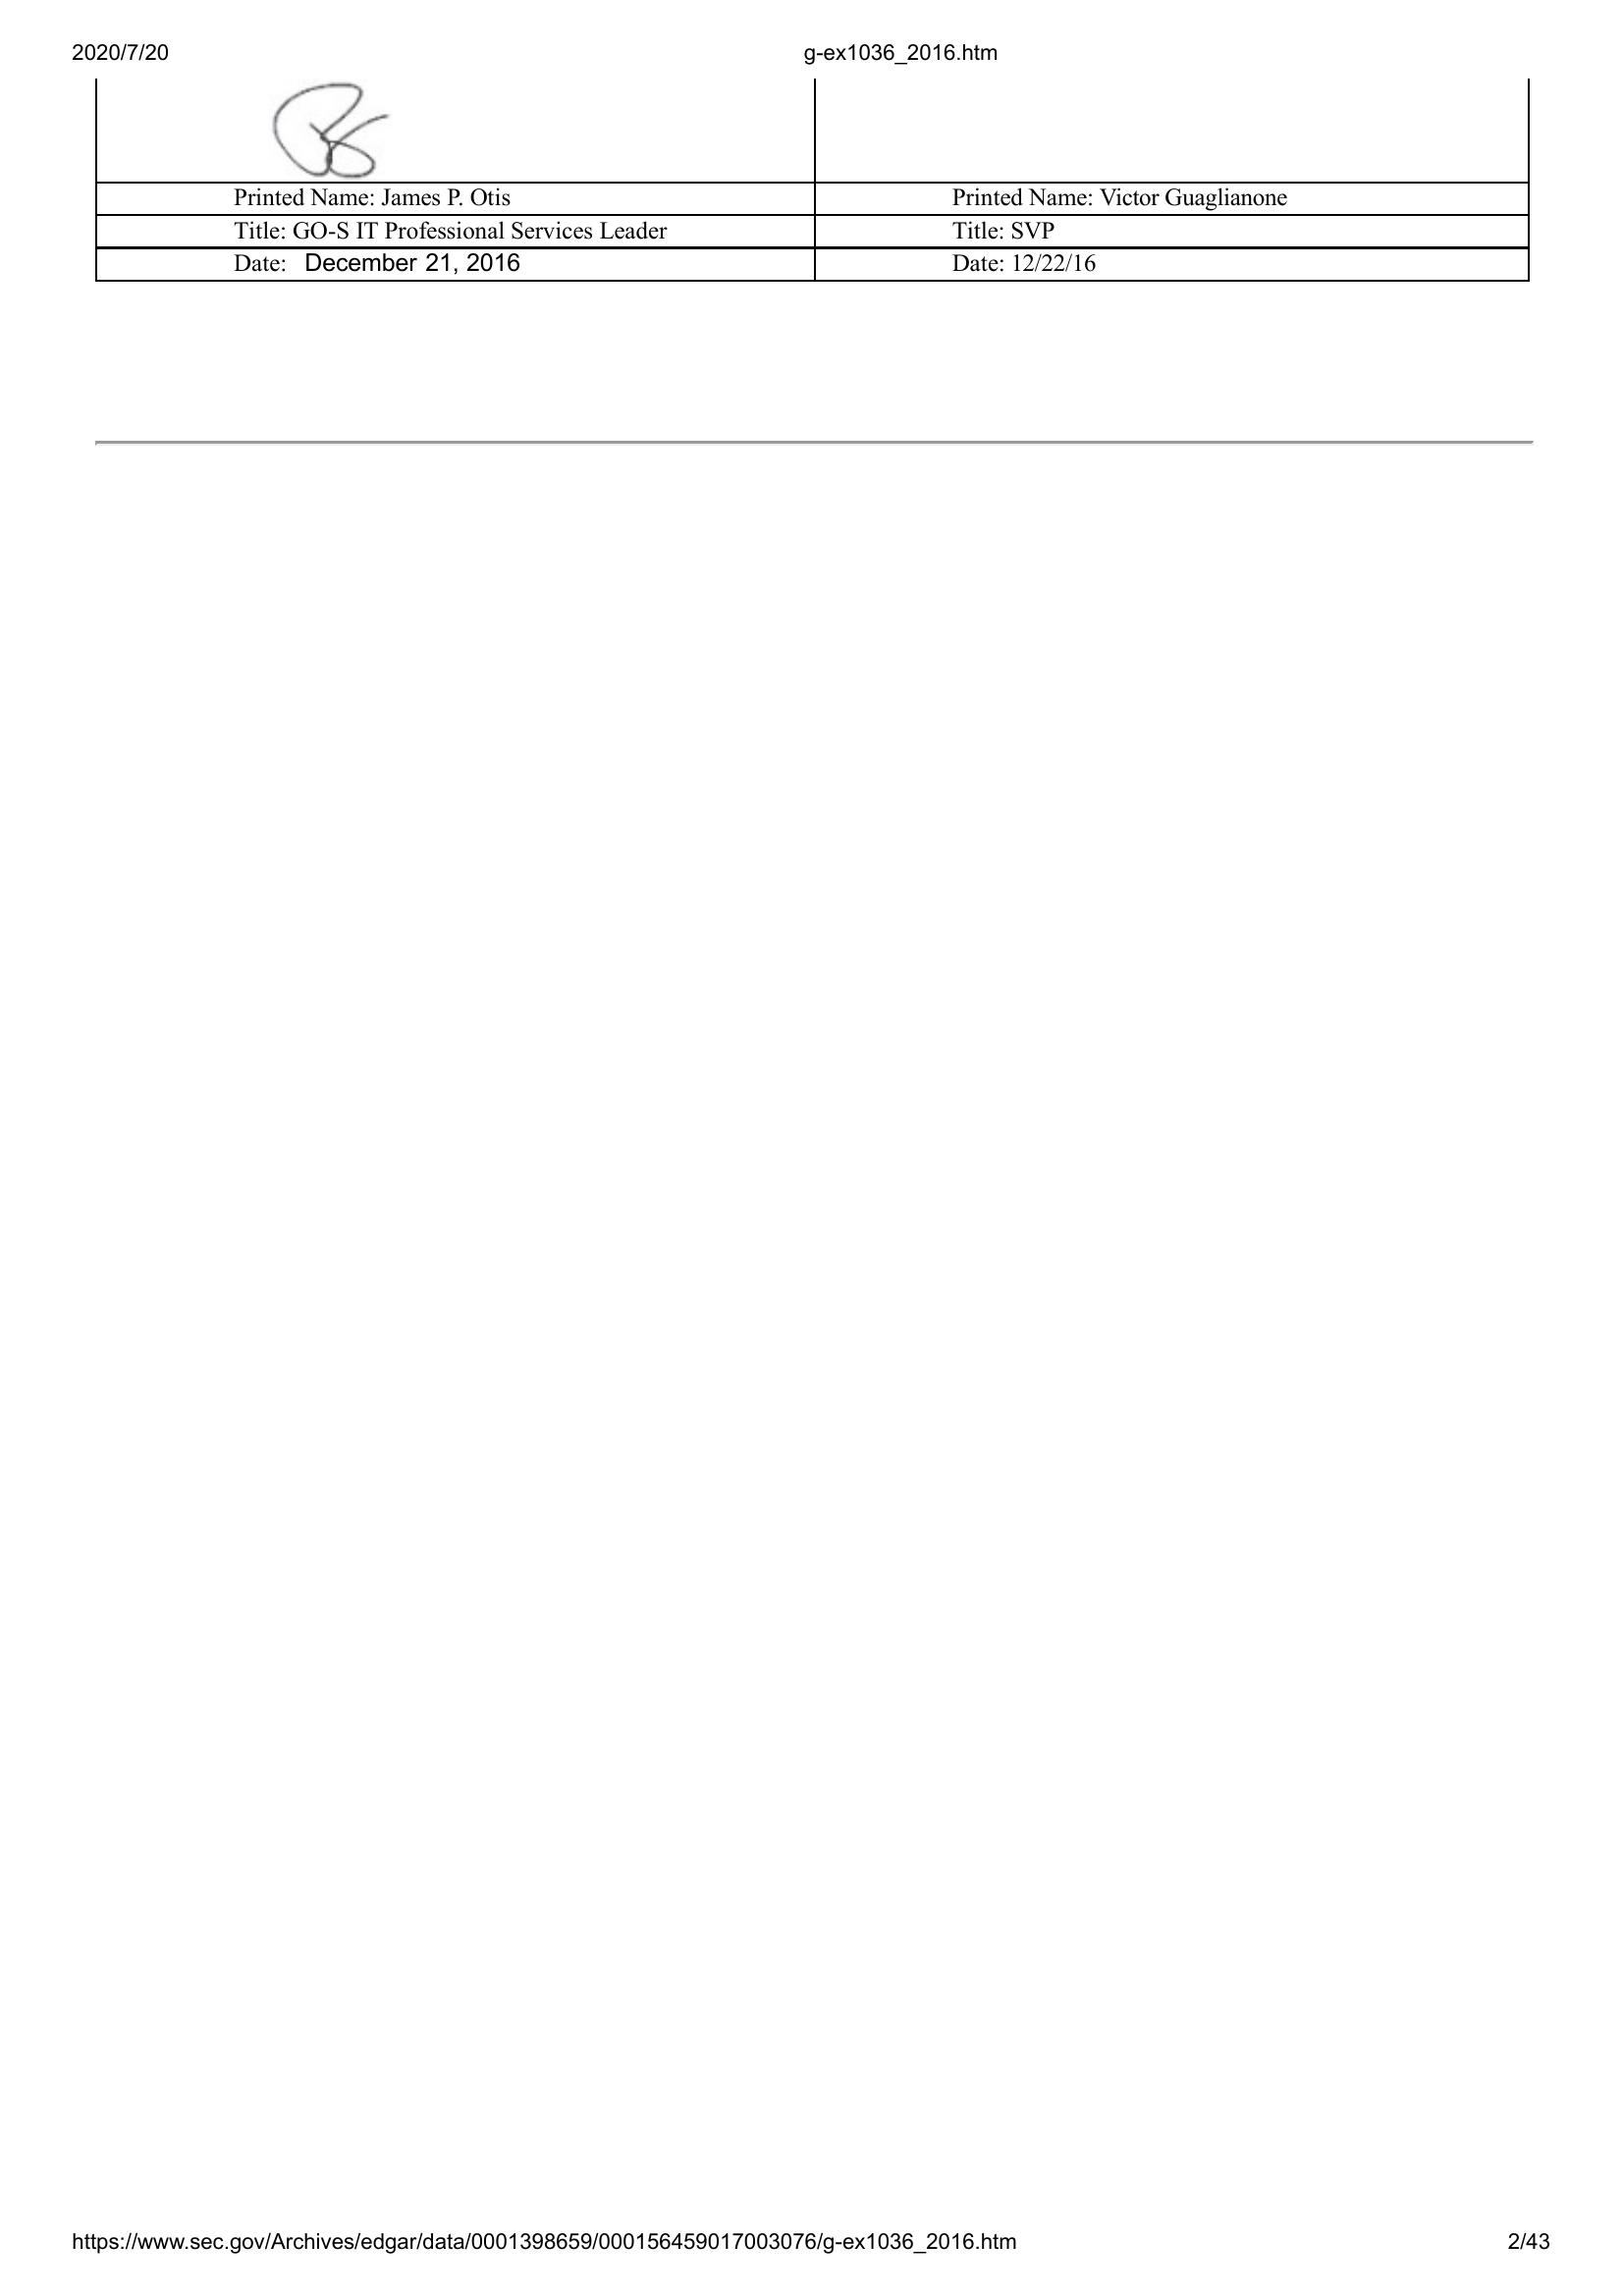 2020/7/20 g-ex1036_2016.htm
Printed Name: James P. Otis Printed Name: Victor Guaglianone
Title: GO-S IT Professional Services Leader Title: SVP
Date: December 21, 2016 Date: 12/22/16
https://www.sec.gov/Archives/edgar/data/0001398659/000156459017003076/g-ex1036_2016.htm 2/43